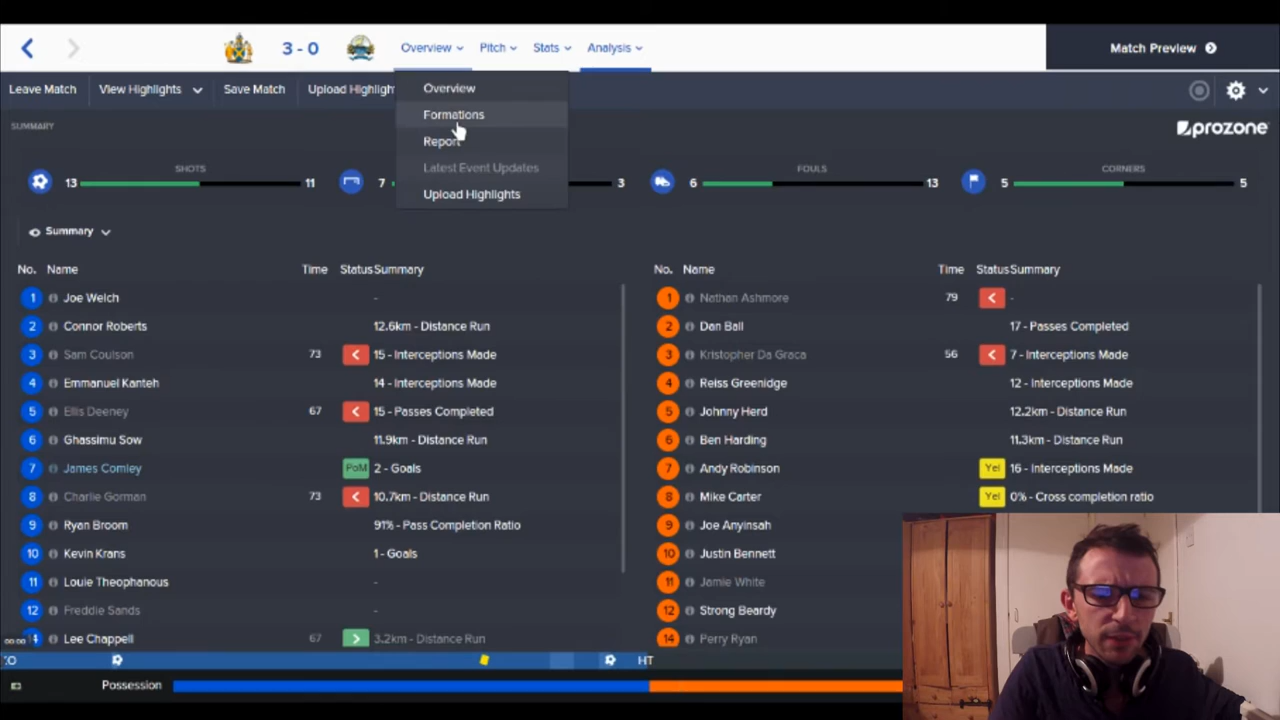 3 - 0 Overview Pitch Stats Analysis Match Preview
Leave Match View Highlights Save Match Upload Highligh
Overview
Formations
Report
Latest Event Updates
Upload Highlights
SUMMARY
prozone
SHOTS FOULS CORNERS
13 11 7 3 6 13 5 5
Summary
No. Name Time Status Summary
1 Joe Welch -
2 Connor Roberts 12.6km - Distance Run
3 Sam Coulson 73 < 15 - Interceptions Made
4 Emmanuel Kanteh 14 - Interceptions Made
5 Ellis Deeney 67 < 15 - Passes Completed
6 Ghassimu Sow 11.9km - Distance Run
7 James Comley PoM 2 - Goals
8 Charlie Gorman 73 < 10.7km - Distance Run
9 Ryan Broom 91% - Pass Completion Ratio
10 Kevin Krans 1 - Goals
11 Louie Theophanous -
12 Freddie Sands -
14 Lee Chappell 67 > 3.2km - Distance Run
No. Name Time Status Summary
1 Nathan Ashmore 79 < -
2 Dan Ball 17 - Passes Completed
3 Kristopher Da Graca 56 < 7 - Interceptions Made
4 Reiss Greenidge 12 - Interceptions Made
5 Johnny Herd 12.2km - Distance Run
6 Ben Harding 11.3km - Distance Run
7 Andy Robinson Yel 16 - Interceptions Made
8 Mike Carter Yel 0% - Cross completion ratio
9 Joe Anyinsah
10 Justin Bennett
11 Jamie White
12 Strong Beardy
14 Perry Ryan
00:00
HT
Possession